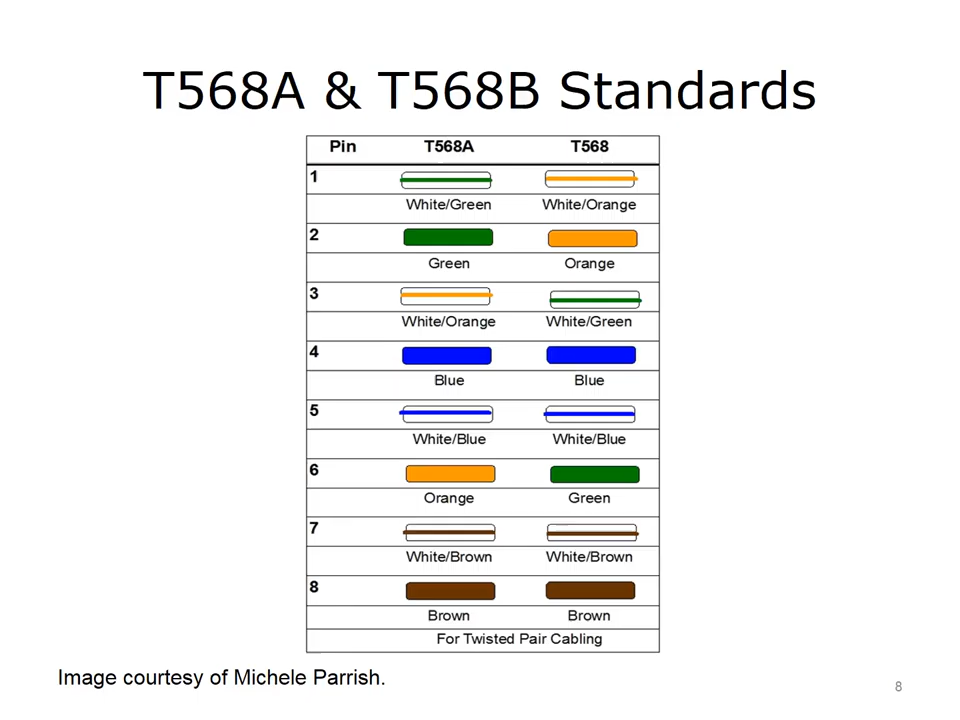 T568A & T568B Standards
Pin T568A T568
1
White/Green White/Orange
2
Green Orange
3
White/Orange White/Green
4
Blue Blue
5
White/Blue White/Blue
6
Orange Green
7
White/Brown White/Brown
8
Brown Brown
For Twisted Pair Cabling
Image courtesy of Michele Parrish.
8